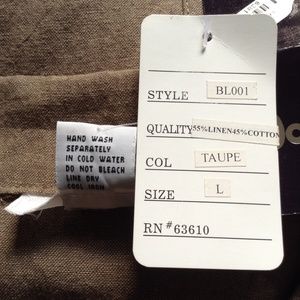 STYLE BL001
QUALITY 55%LINEN45%COTTON
COL TAUPE
SIZE L
RN #63610
HAND WASH
SEPARATELY
IN COLD WATER
DO NOT BLEACH
LINE DRY
COOL IRON